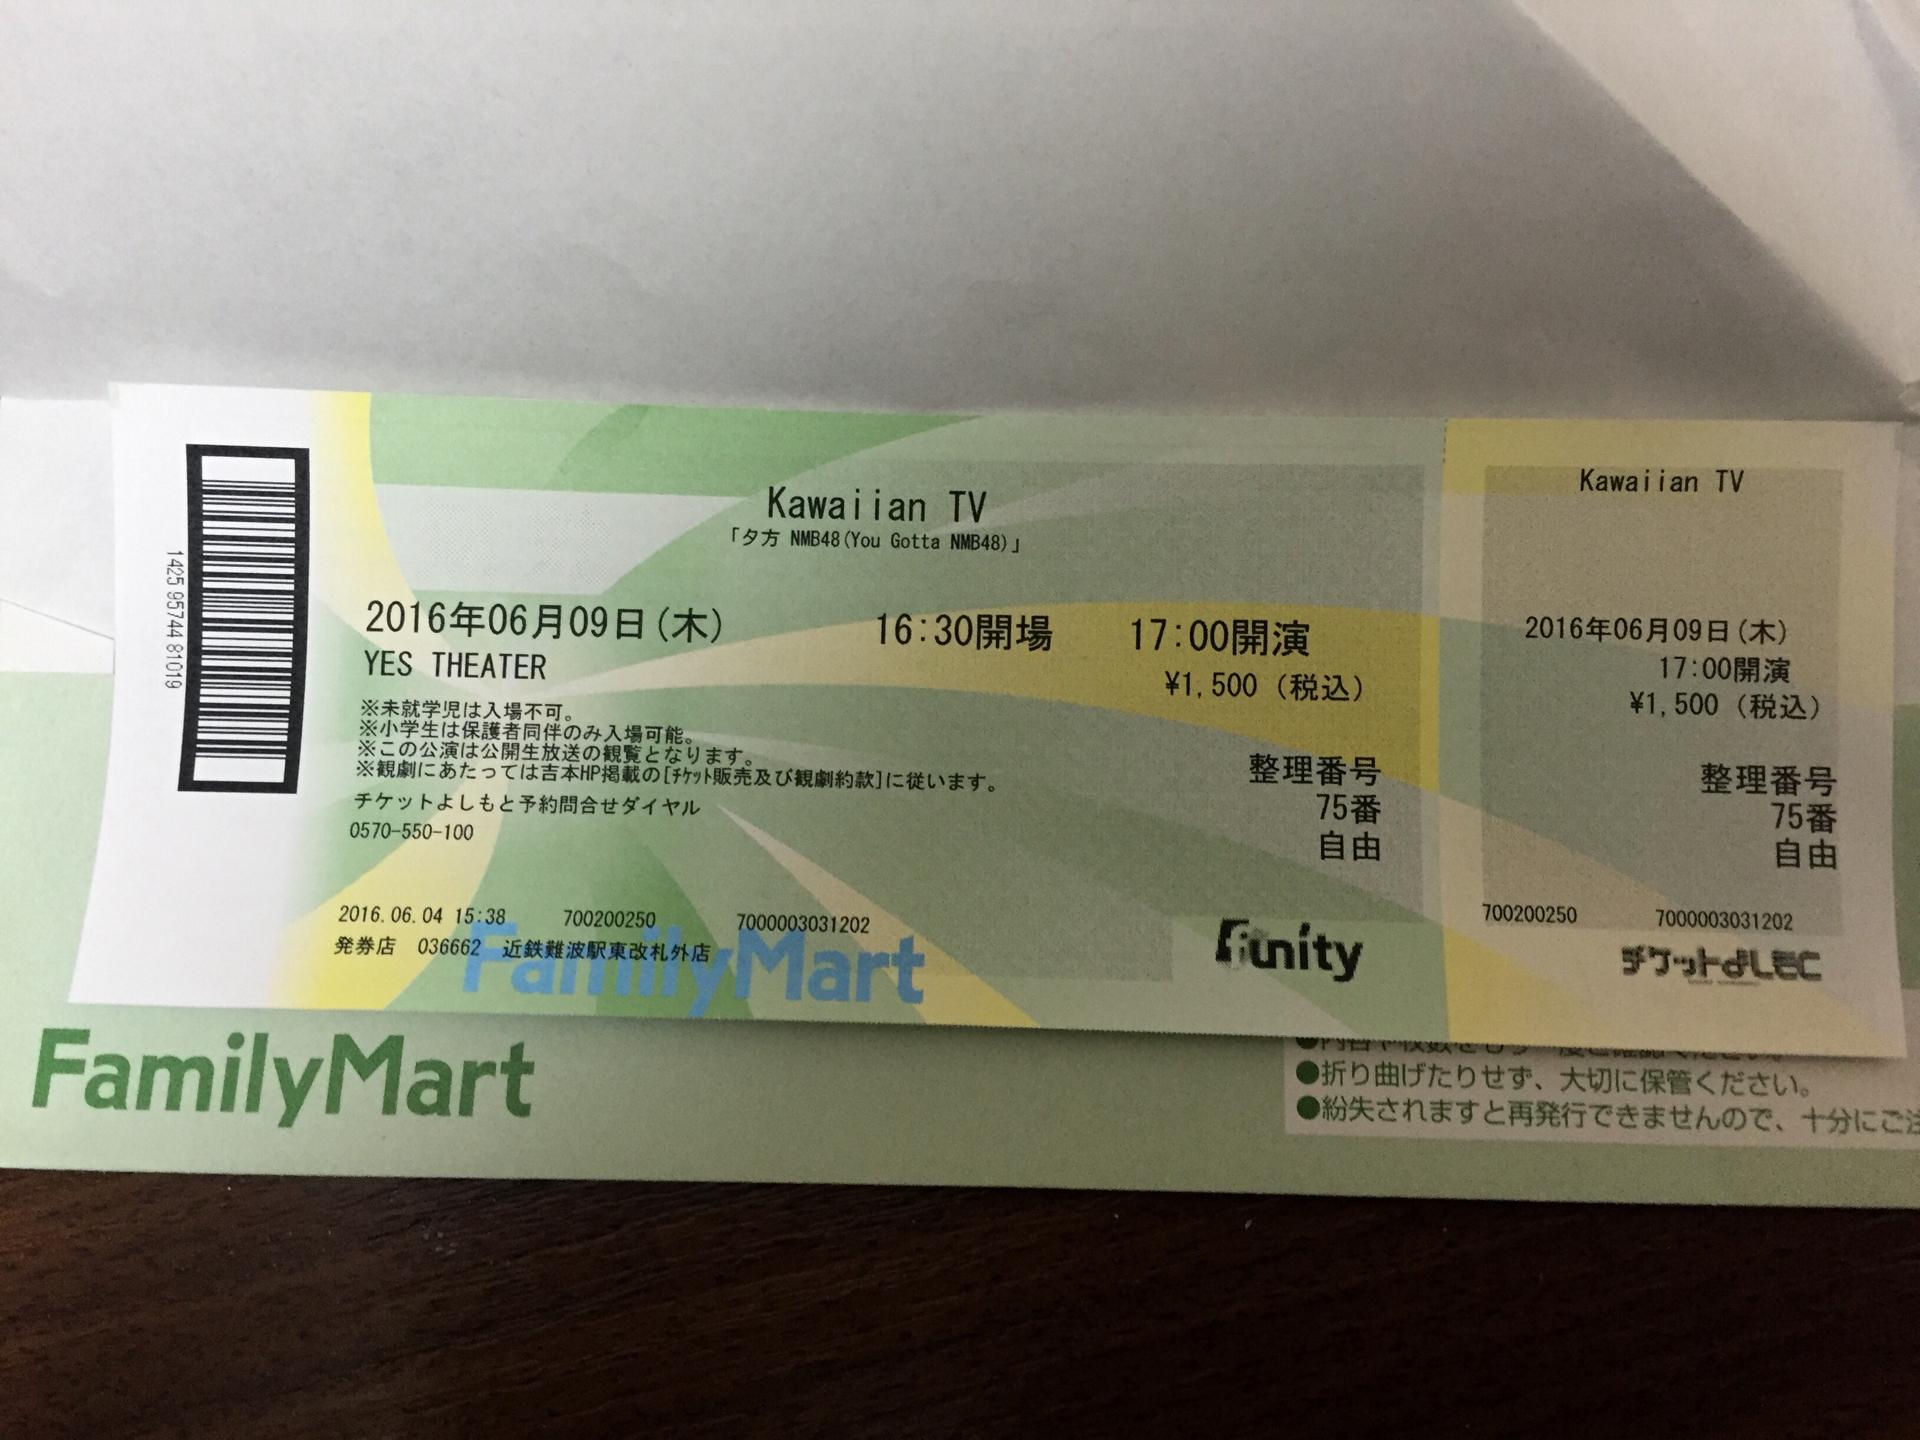 Kawaiian TV
「夕方 NMB48(You Gotta NMB48)」
2016年06月09日(木) 16:30開場 17:00開演
YES THEATER
¥1,500 (税込)
※未就学児は入場不可。
※小学生は保護者同伴のみ入場可能。
※この公演は公開生放送の観覧となります。
※観劇にあたっては吉本HP掲載の[ﾁｹｯﾄ販売及び観劇約款]に従います。
チケットよしもと予約問合せダイヤル
0570-550-100
整理番号
75番
自由
2016.06.04 15:38 700200250 7000003031202
発券店 036662 近鉄難波駅東改札外店
FamilyMart
funity
1425 95744 81019
Kawaiian TV
2016年06月09日(木)
17:00開演
¥1,500 (税込)
整理番号
75番
自由
700200250 7000003031202
チケットよしもと
FamilyMart
●折り曲げたりせず、大切に保管ください。
●紛失されますと再発行できませんので、十分にご注